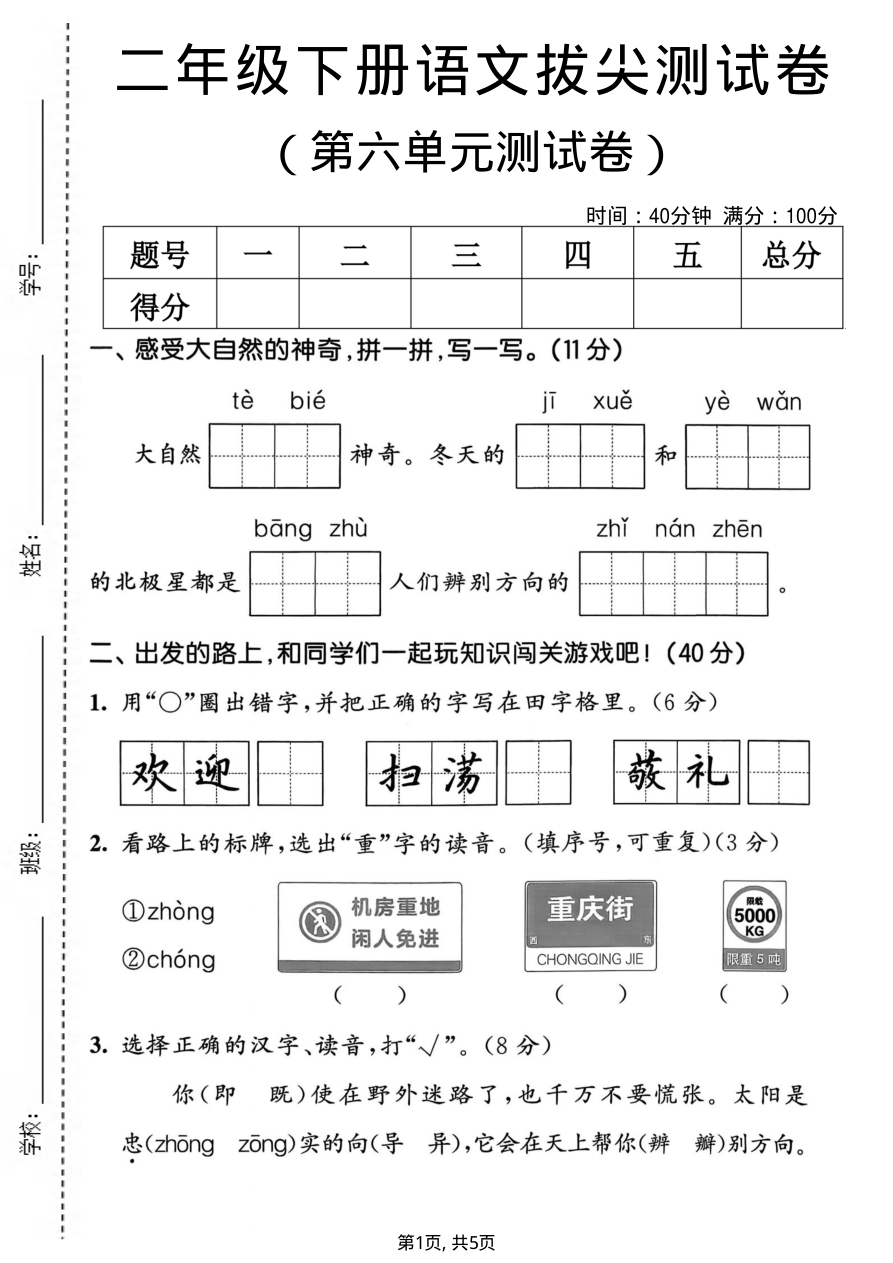 二年级下册语文拔尖测试卷
（第六单元测试卷）
时间：40分钟 满分：100分
题号 一 二 三 四 五 总分
得分
一、感受大自然的神奇,拼一拼,写一写。(11分)
tè bié jī xuě yè wǎn
大自然 神奇。冬天的 和
bāng zhù zhǐ nán zhēn
的北极星都是 人们辨别方向的 。
二、出发的路上,和同学们一起玩知识闯关游戏吧！(40分)
1. 用“○”圈出错字,并把正确的字写在田字格里。(6分)
欢迎 扫荡 敬礼
2. 看路上的标牌,选出“重”字的读音。(填序号,可重复)(3分)
①zhòng
②chóng
机房重地
闲人免进
重庆街
西 东
CHONGQING JIE
限载
5000
KG
限重5吨
( ) ( ) ( )
3. 选择正确的汉字、读音,打“√”。(8分)
你(即 既)使在野外迷路了,也千万不要慌张。太阳是
忠(zhōng zōng)实的向(导 异),它会在天上帮你(辨 瓣)别方向。
学号：
姓名：
班级：
学校：
第1页, 共5页